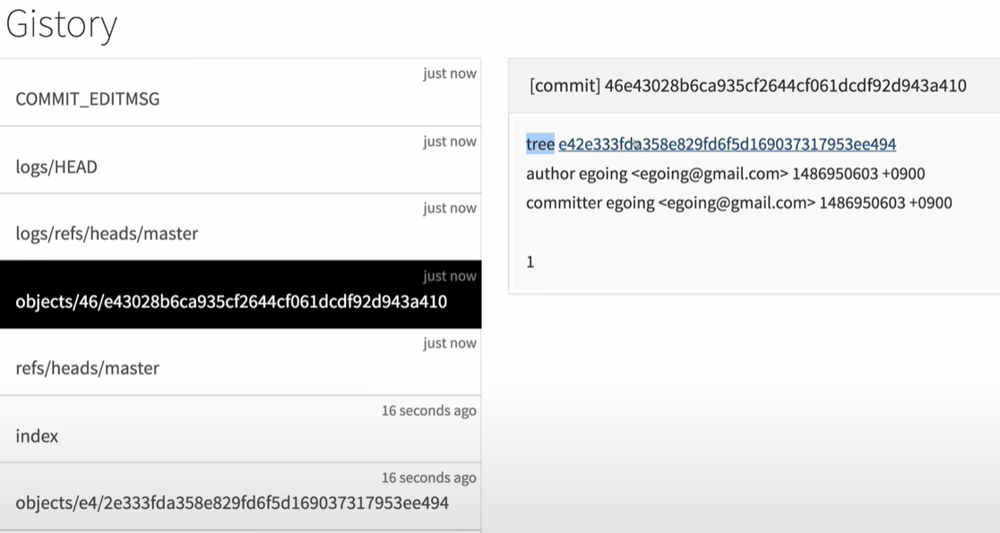 Gistory
just now
COMMIT_EDITMSG
just now
logs/HEAD
just now
logs/refs/heads/master
just now
objects/46/e43028b6ca935cf2644cf061dcdf92d943a410
just now
refs/heads/master
16 seconds ago
index
16 seconds ago
objects/e4/2e333fda358e829fd6f5d169037317953ee494
[commit] 46e43028b6ca935cf2644cf061dcdf92d943a410
tree e42e333fda358e829fd6f5d169037317953ee494
author egoing <egoing@gmail.com> 1486950603 +0900
committer egoing <egoing@gmail.com> 1486950603 +0900
1